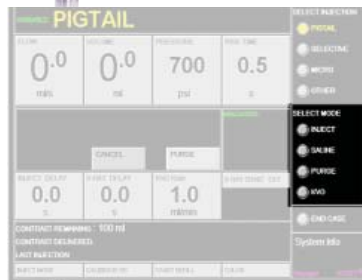 PIGTAIL
SELECT INJECTION
PIGTAIL
SELECTIVE
MICRO
OTHER
0.0 0.0 700 0.5
ml/s ml psi s
SELECT MODE
INJECT
SALINE
PURGE
KVO
CANCEL PURGE
INJECT DELAY X-RAY DELAY
0.0 0.0 1.0
s s ml/min
END CASE
CONTRAST REMAINING: 100 ml
CONTRAST DELIVERED:
LAST INJECTION
System Info